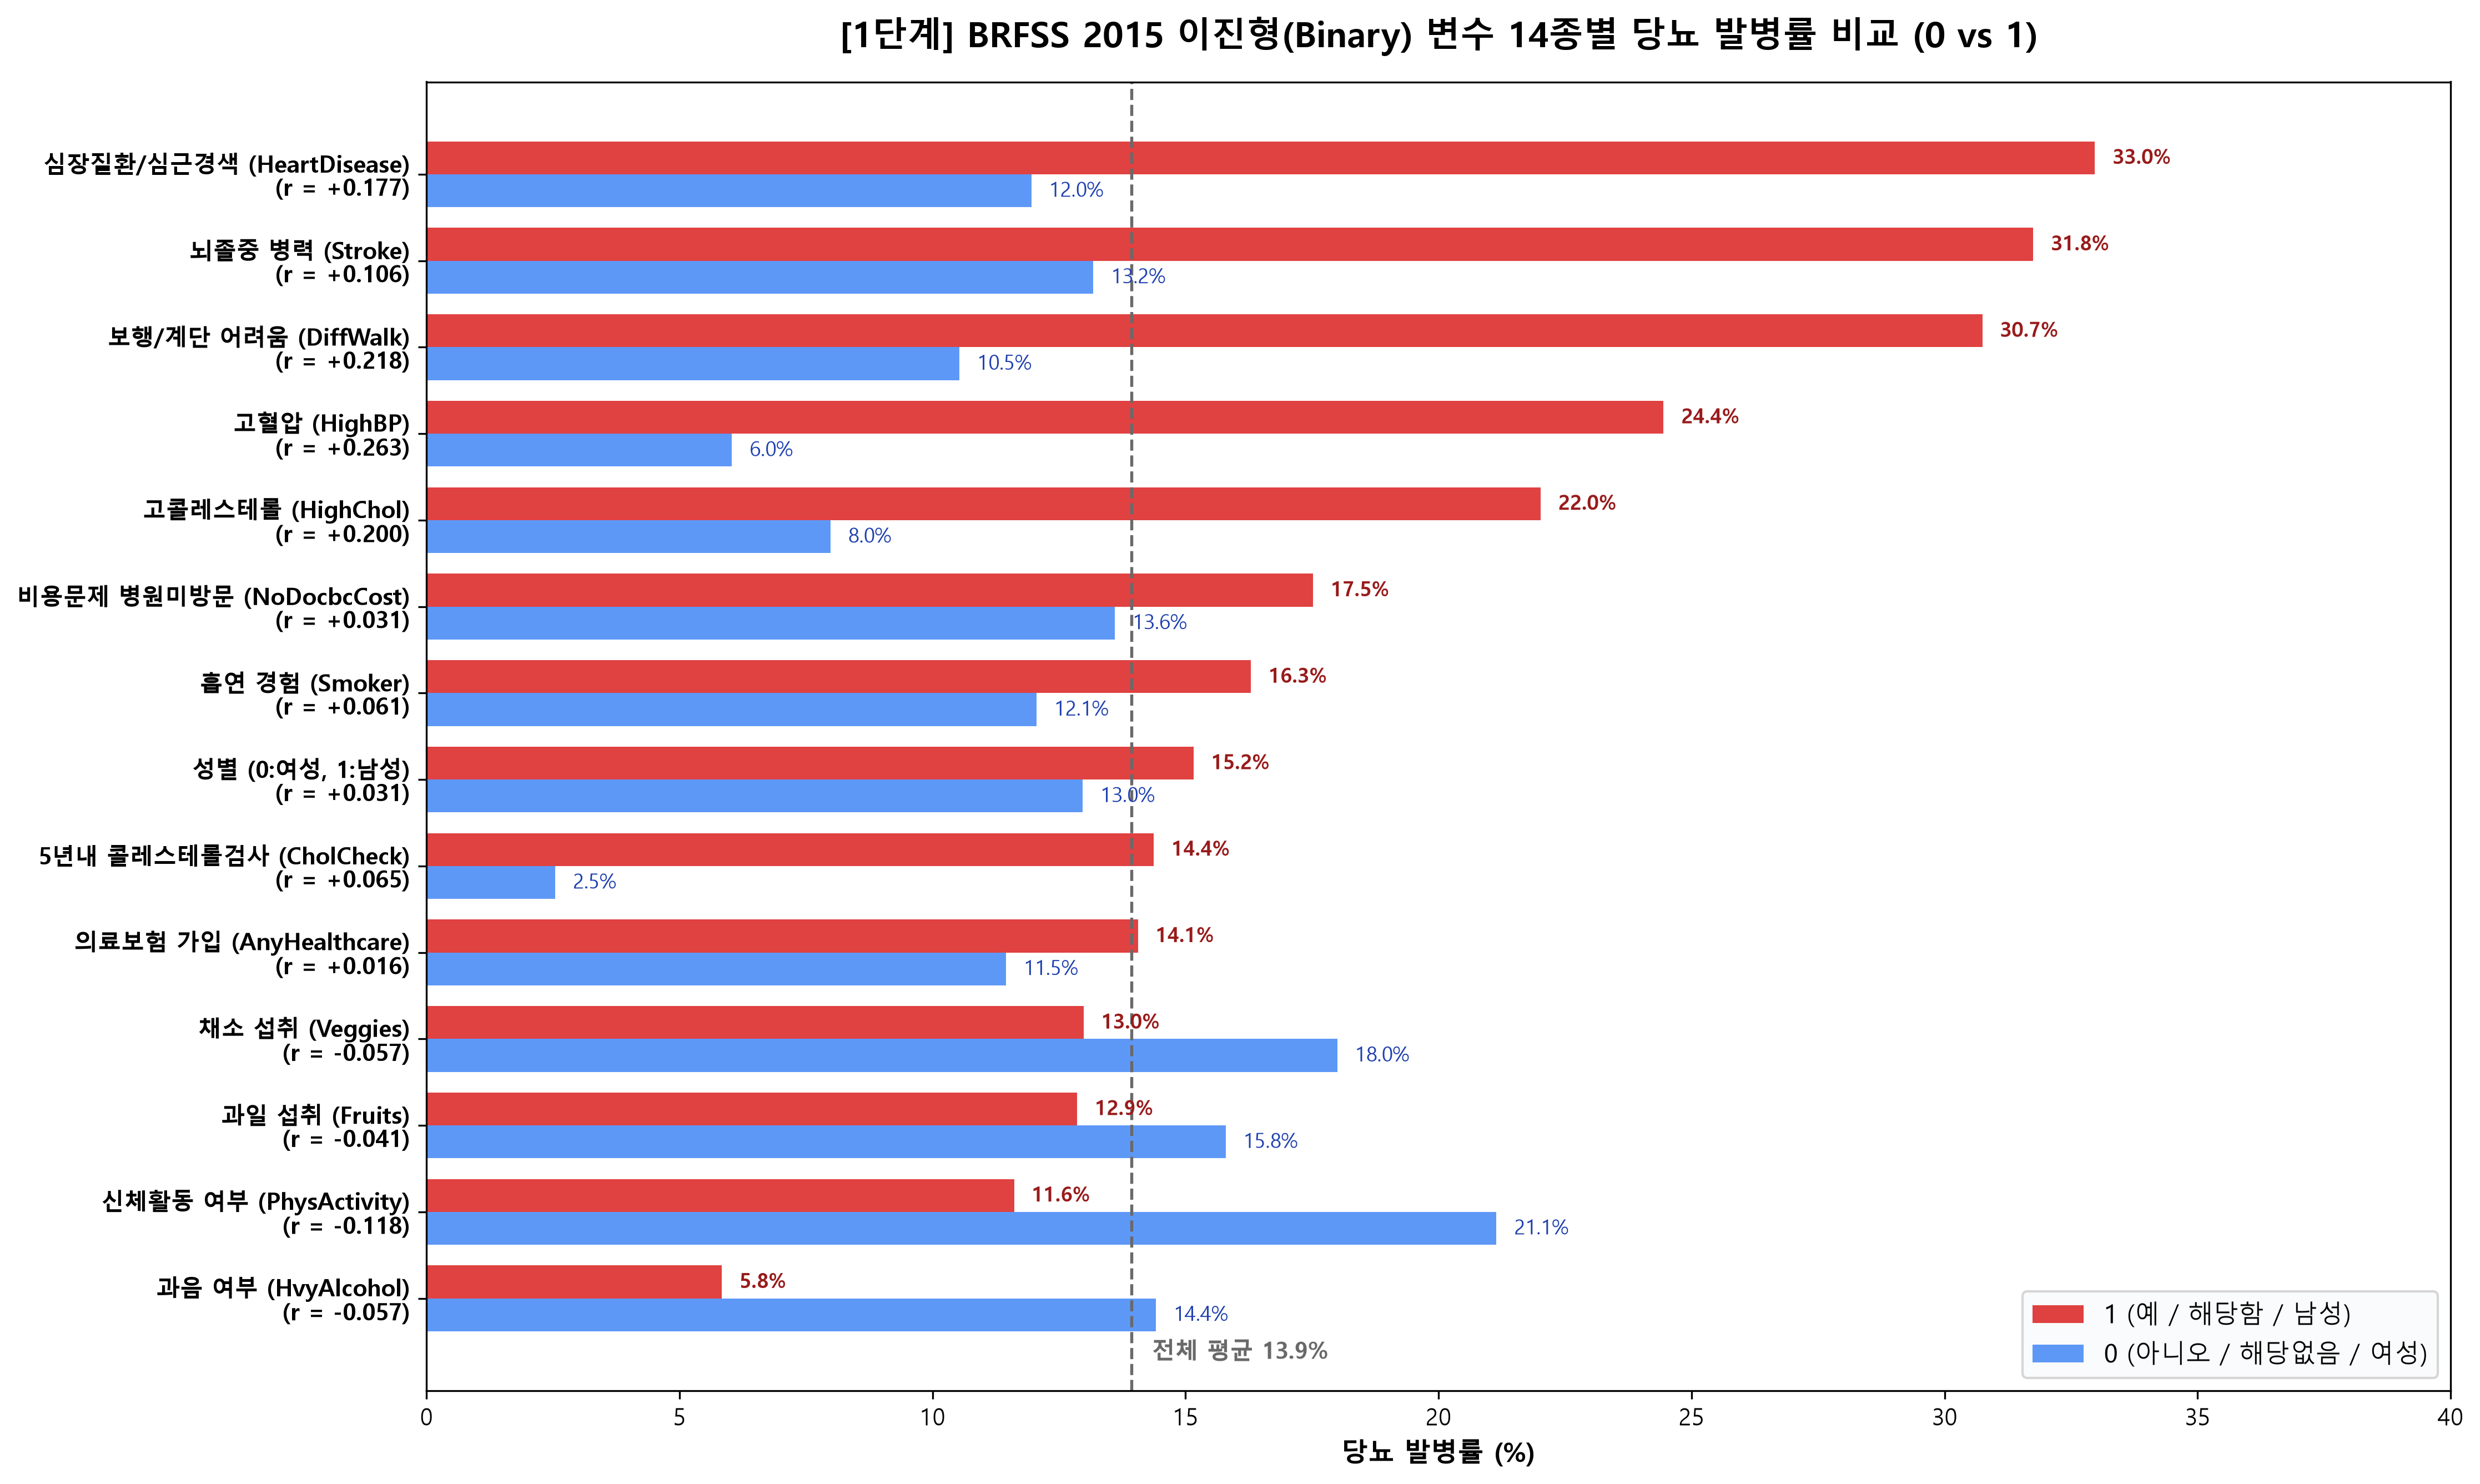 [1단계] BRFSS 2015 이진형(Binary) 변수 14종별 당뇨 발병률 비교 (0 vs 1)
심장질환/심근경색 (HeartDisease)
(r = +0.177)
33.0%
12.0%
뇌졸중 병력 (Stroke)
(r = +0.106)
31.8%
13.2%
보행/계단 어려움 (DiffWalk)
(r = +0.218)
30.7%
10.5%
고혈압 (HighBP)
(r = +0.263)
24.4%
6.0%
고콜레스테롤 (HighChol)
(r = +0.200)
22.0%
8.0%
비용문제 병원미방문 (NoDocbcCost)
(r = +0.031)
17.5%
13.6%
흡연 경험 (Smoker)
(r = +0.061)
16.3%
12.1%
성별 (0:여성, 1:남성)
(r = +0.031)
15.2%
13.0%
5년내 콜레스테롤검사 (CholCheck)
(r = +0.065)
14.4%
2.5%
의료보험 가입 (AnyHealthcare)
(r = +0.016)
14.1%
11.5%
채소 섭취 (Veggies)
(r = -0.057)
13.0%
18.0%
과일 섭취 (Fruits)
(r = -0.041)
12.9%
15.8%
신체활동 여부 (PhysActivity)
(r = -0.118)
11.6%
21.1%
과음 여부 (HvyAlcohol)
(r = -0.057)
5.8%
14.4%
전체 평균 13.9%
1 (예 / 해당함 / 남성)
0 (아니오 / 해당없음 / 여성)
0 5 10 15 20 25 30 35 40
당뇨 발병률 (%)